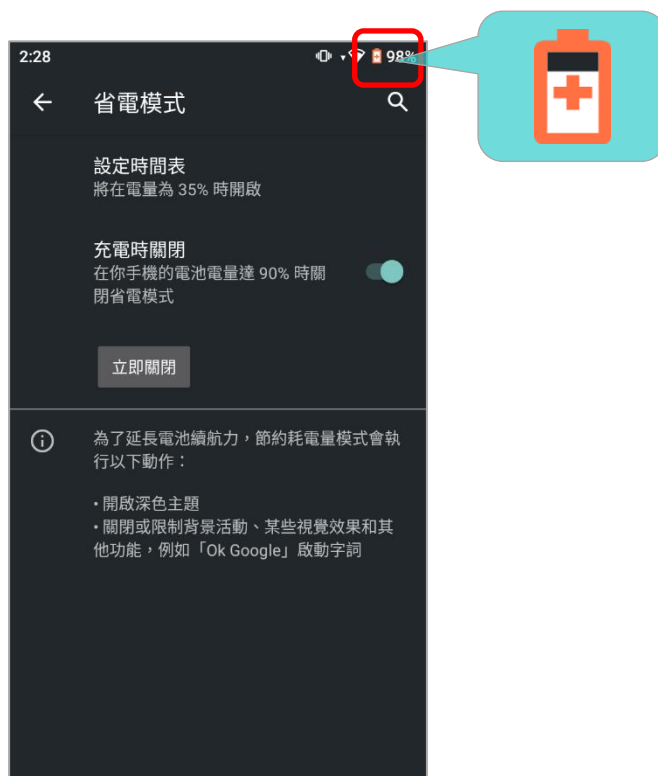 2:28 98%
省電模式
設定時間表
將在電量為 35% 時開啟
充電時關閉
在你手機的電池電量達 90% 時關
閉省電模式
立即關閉
為了延長電池續航力，節約耗電量模式會執
行以下動作：
• 開啟深色主題
• 關閉或限制背景活動、某些視覺效果和其
他功能，例如「Ok Google」啟動字詞